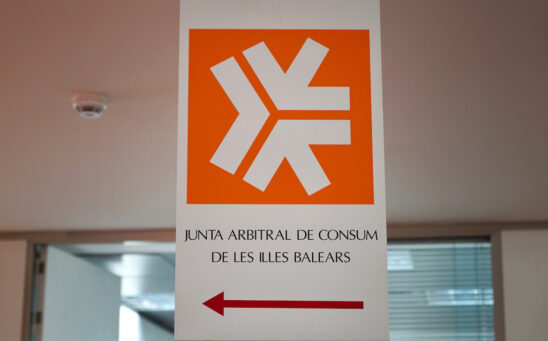 JUNTA ARBITRAL DE CONSUM
DE LES ILLES BALEARS